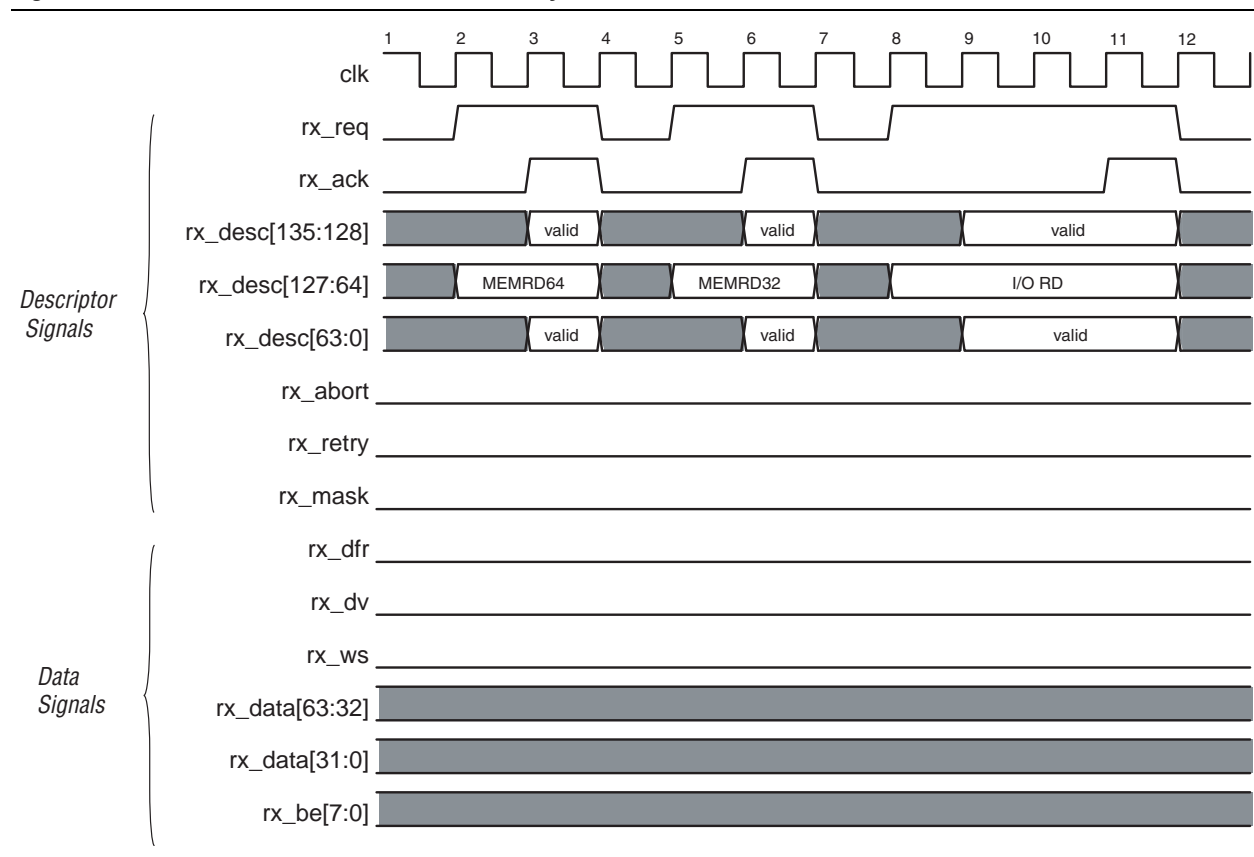 1 2 3 4 5 6 7 8 9 10 11 12
clk
rx_req
rx_ack
rx_desc[135:128] valid valid valid
rx_desc[127:64] MEMRD64 MEMRD32 I/O RD
Descriptor
Signals
rx_desc[63:0] valid valid valid
rx_abort
rx_retry
rx_mask
rx_dfr
rx_dv
rx_ws
Data
Signals
rx_data[63:32]
rx_data[31:0]
rx_be[7:0]